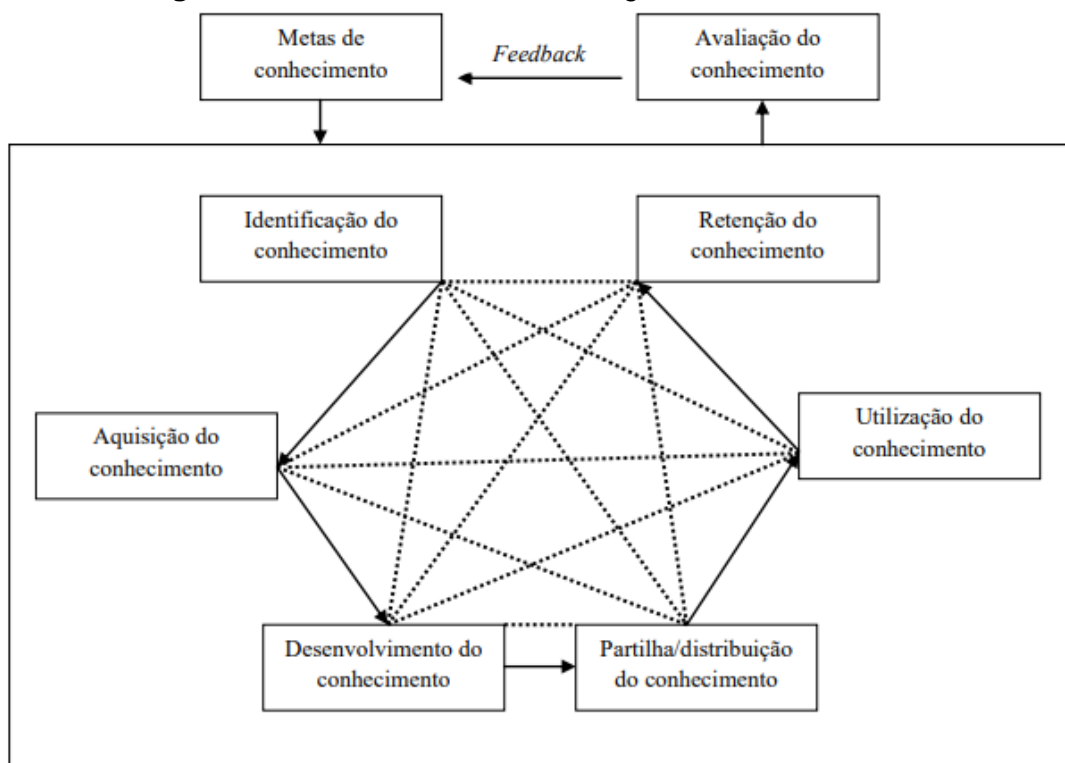 Metas de
conhecimento
Feedback
Avaliação do
conhecimento
Identificação do
conhecimento
Retenção do
conhecimento
Aquisição do
conhecimento
Utilização do
conhecimento
Desenvolvimento do
conhecimento
Partilha/distribuição
do conhecimento